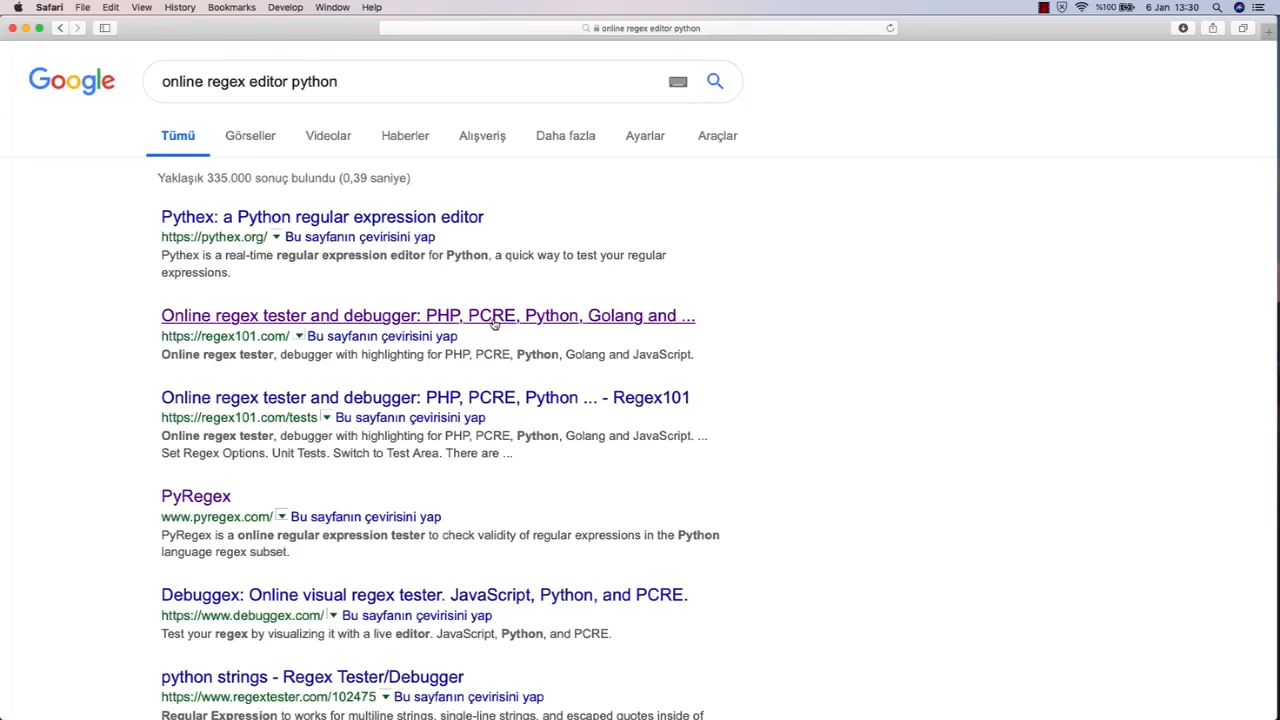 Safari File Edit View History Bookmarks Develop Window Help %100 6 Jan 13:30
online regex editor python
Google online regex editor python
Tümü Görseller Videolar Haberler Alışveriş Daha fazla Ayarlar Araçlar
Yaklaşık 335.000 sonuç bulundu (0,39 saniye)
Pythex: a Python regular expression editor
https://pythex.org/ Bu sayfanın çevirisini yap
Pythex is a real-time regular expression editor for Python, a quick way to test your regular
expressions.
Online regex tester and debugger: PHP, PCRE, Python, Golang and ...
https://regex101.com/ Bu sayfanın çevirisini yap
Online regex tester, debugger with highlighting for PHP, PCRE, Python, Golang and JavaScript.
Online regex tester and debugger: PHP, PCRE, Python ... - Regex101
https://regex101.com/tests Bu sayfanın çevirisini yap
Online regex tester, debugger with highlighting for PHP, PCRE, Python, Golang and JavaScript. ...
Set Regex Options. Unit Tests. Switch to Test Area. There are ...
PyRegex
www.pyregex.com/ Bu sayfanın çevirisini yap
PyRegex is a online regular expression tester to check validity of regular expressions in the Python
language regex subset.
Debuggex: Online visual regex tester. JavaScript, Python, and PCRE.
https://www.debuggex.com/ Bu sayfanın çevirisini yap
Test your regex by visualizing it with a live editor. JavaScript, Python, and PCRE.
python strings - Regex Tester/Debugger
https://www.regextester.com/102475 Bu sayfanın çevirisini yap
Regular Expression to works for multiline strings, single-line strings, and escaped quotes inside of